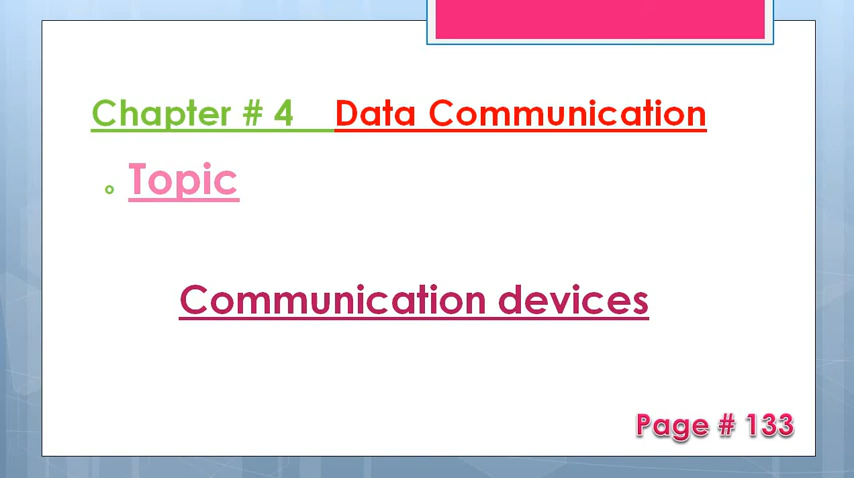 Chapter # 4 Data Communication
Topic
Communication devices
Page # 133